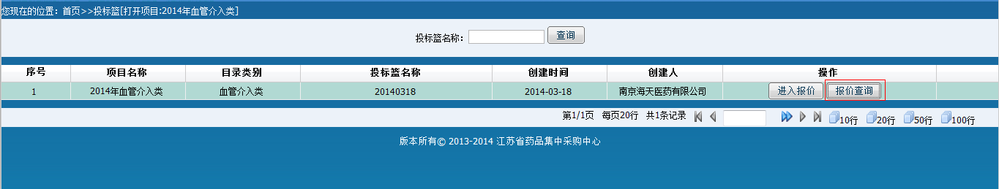 您现在的位置：首页>>投标篮[打开项目:2014年血管介入类]
投标篮名称： 查询
序号 项目名称 目录类别 投标篮名称 创建时间 创建人 操作
1 2014年血管介入类 血管介入类 20140318 2014-03-18 南京海天医药有限公司 进入报价 报价查询
第1/1页 每页20行 共1条记录 10行 20行 50行 100行
版本所有© 2013-2014 江苏省药品集中采购中心